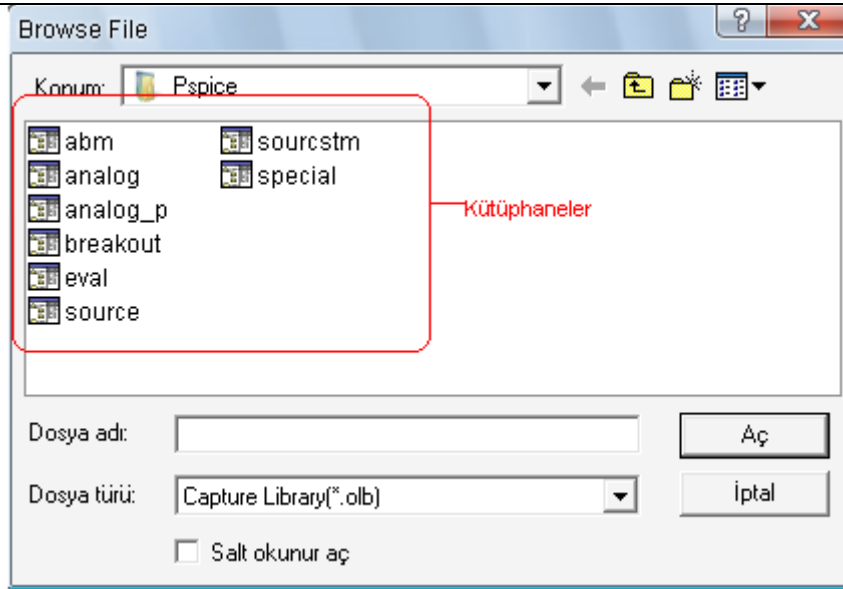 Browse File
Konum: Pspice
abm sourcstm
analog special
analog_p
breakout
eval
source
Kütüphaneler
Dosya adı:
Aç
Dosya türü: Capture Library(*.olb)
İptal
Salt okunur aç